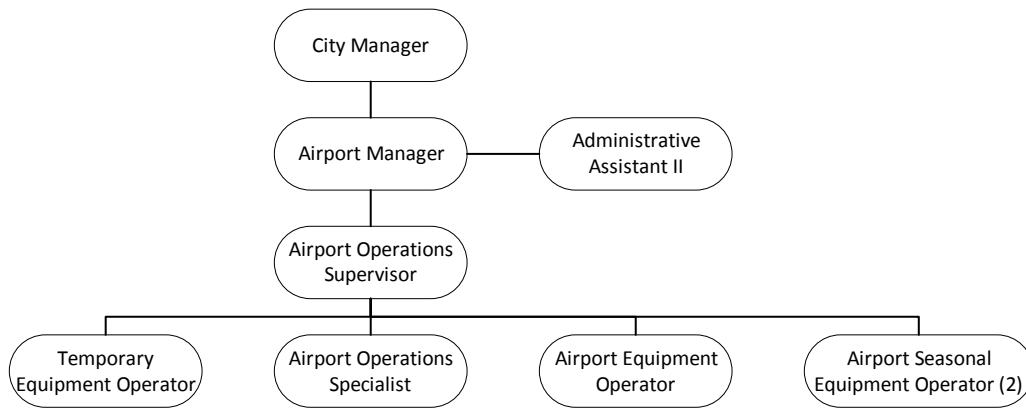 City Manager
Airport Manager
Administrative
Assistant II
Airport Operations
Supervisor
Temporary
Equipment Operator
Airport Operations
Specialist
Airport Equipment
Operator
Airport Seasonal
Equipment Operator (2)